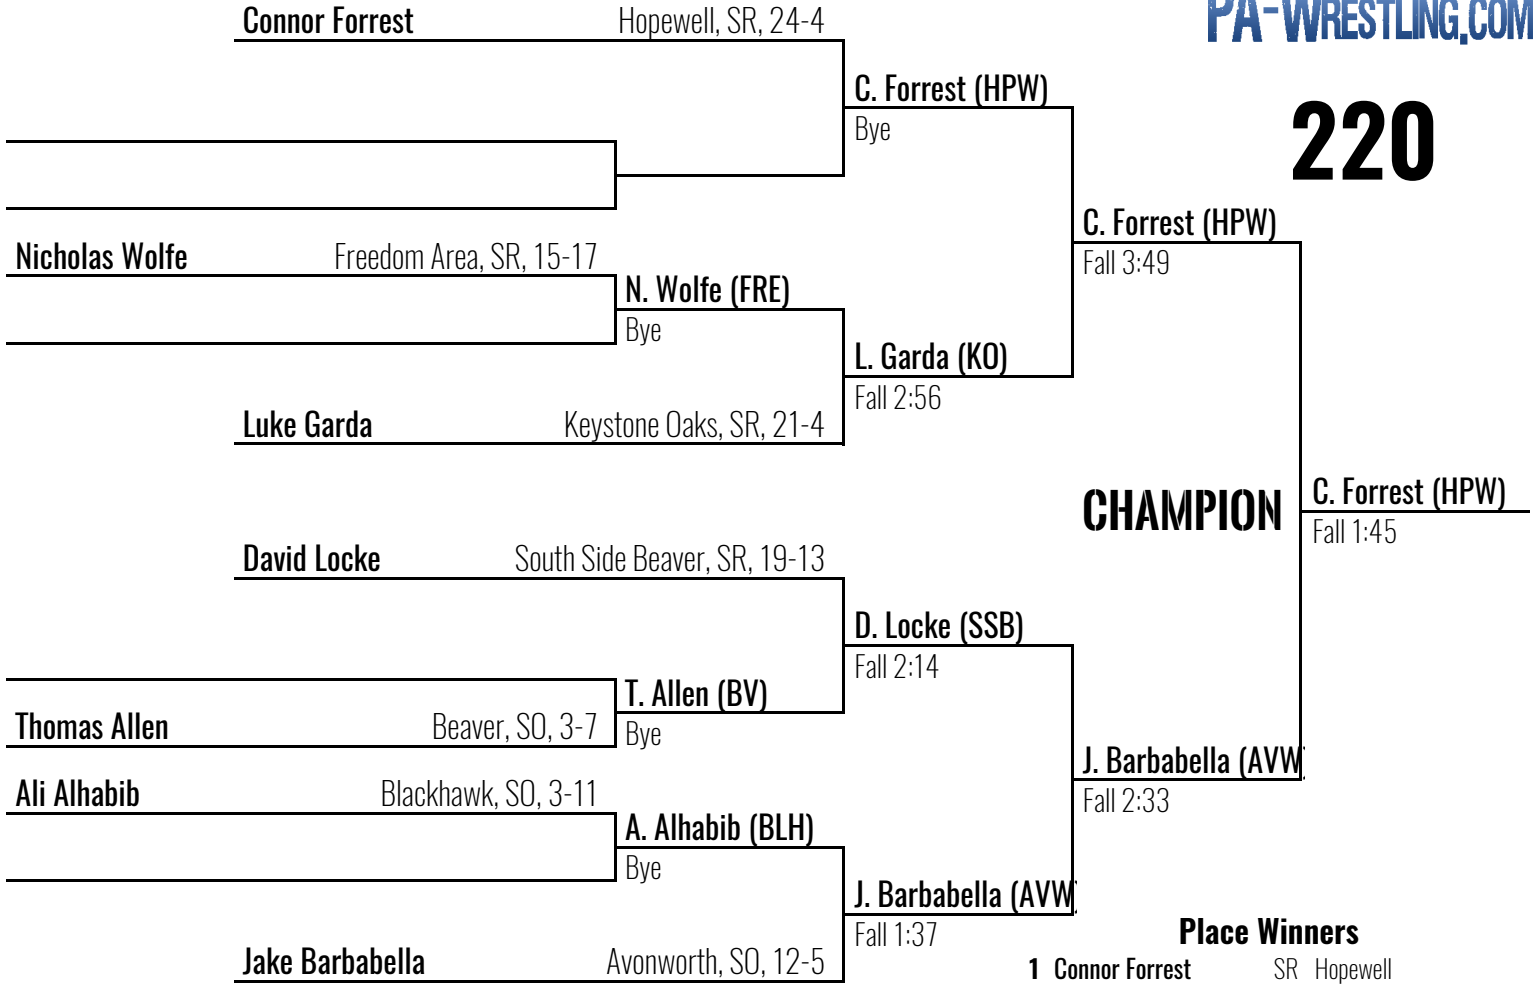 Connor Forrest Hopewell, SR, 24-4
PA-WRESTLING.COM
C. Forrest (HPW)
Bye
220
C. Forrest (HPW)
Fall 3:49
Nicholas Wolfe Freedom Area, SR, 15-17
N. Wolfe (FRE)
Bye
L. Garda (KO)
Fall 2:56
Luke Garda Keystone Oaks, SR, 21-4
CHAMPION
C. Forrest (HPW)
Fall 1:45
David Locke South Side Beaver, SR, 19-13
D. Locke (SSB)
Fall 2:14
T. Allen (BV)
Thomas Allen Beaver, SO, 3-7
Bye
J. Barbabella (AVW)
Fall 2:33
Ali Alhabib Blackhawk, SO, 3-11
A. Alhabib (BLH)
Bye
J. Barbabella (AVW)
Fall 1:37
Jake Barbabella Avonworth, SO, 12-5
Place Winners
1 Connor Forrest SR Hopewell